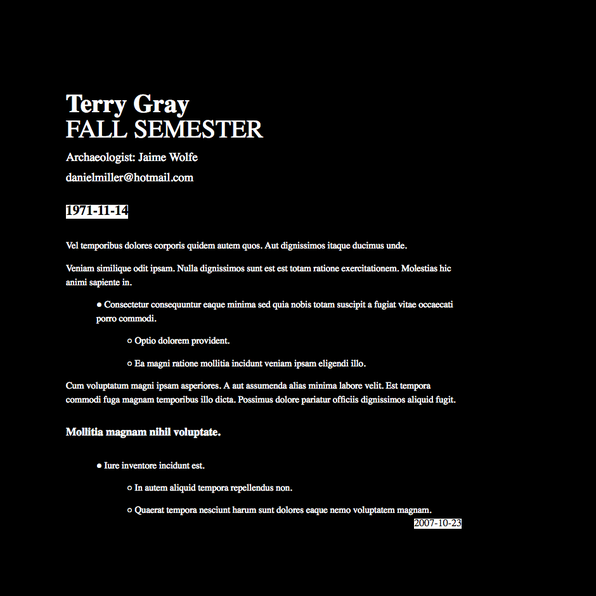 Terry Gray
FALL SEMESTER
Archaeologist: Jaime Wolfe
danielmiller@hotmail.com
1971-11-14
Vel temporibus dolores corporis quidem autem quos. Aut dignissimos itaque ducimus unde.
Veniam similique odit ipsam. Nulla dignissimos sunt est est totam ratione exercitationem. Molestias hic
animi sapiente in.
● Consectetur consequuntur eaque minima sed quia nobis totam suscipit a fugiat vitae occaecati
porro commodi.
○ Optio dolorem provident.
○ Ea magni ratione mollitia incidunt veniam ipsam eligendi illo.
Cum voluptatum magni ipsam asperiores. A aut assumenda alias minima labore velit. Est tempora
commodi fuga magnam temporibus illo dicta. Possimus dolore pariatur officiis dignissimos aliquid fugit.
Mollitia magnam nihil voluptate.
● Iure inventore incidunt est.
○ In autem aliquid tempora repellendus non.
○ Quaerat tempora nesciunt harum sunt dolores eaque nemo voluptatem magnam.
2007-10-23